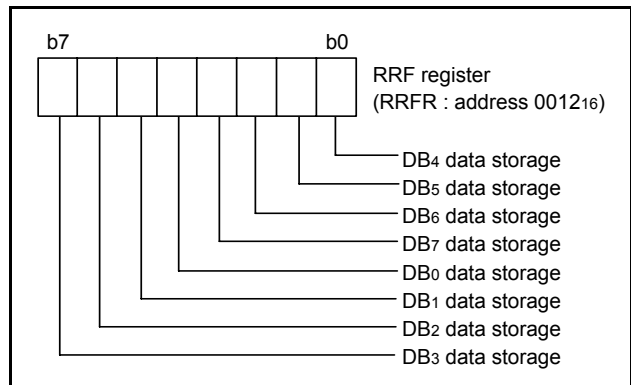 b7 b0
RRF register
(RRFR : address 001216)
DB4 data storage
DB5 data storage
DB6 data storage
DB7 data storage
DB0 data storage
DB1 data storage
DB2 data storage
DB3 data storage